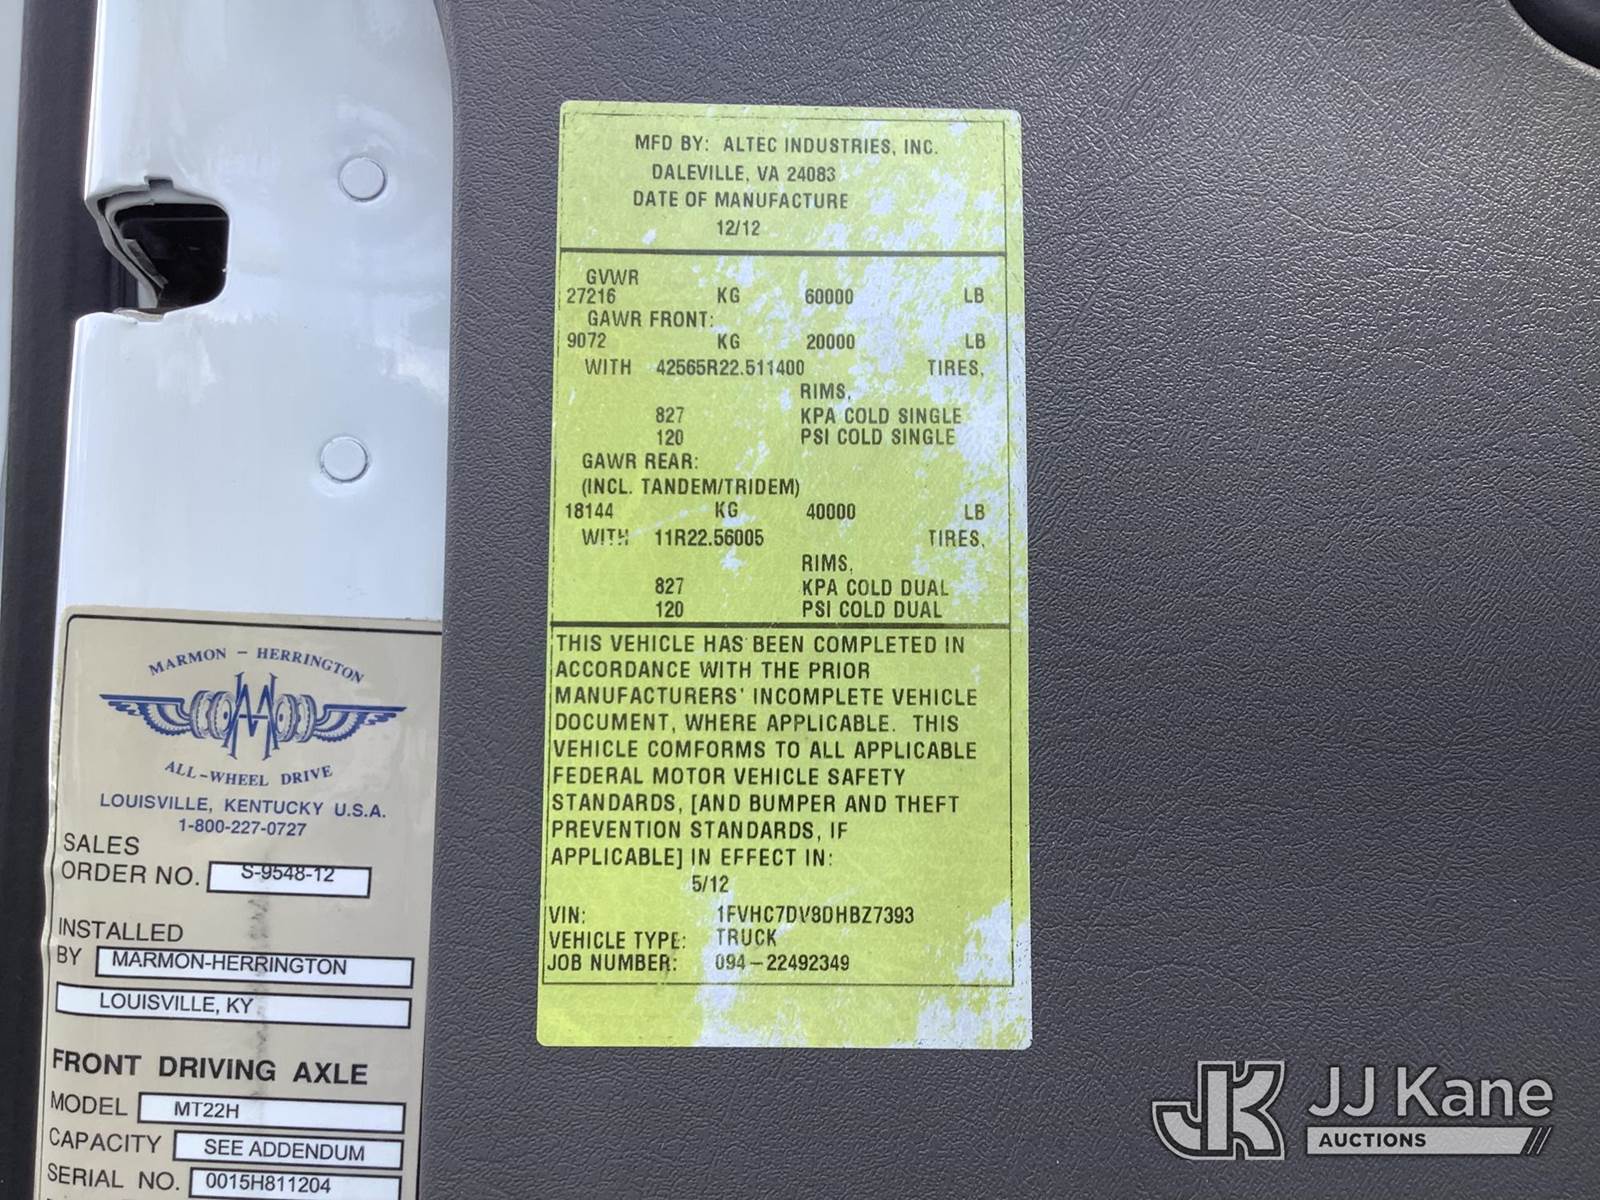 MFD BY: ALTEC INDUSTRIES, INC.
DALEVILLE, VA 24083
DATE OF MANUFACTURE
12/12
GVWR
27216 KG 60000 LB
GAWR FRONT:
9072 KG 20000 LB
WITH 42565R22.511400 TIRES,
RIMS,
827 KPA COLD SINGLE
120 PSI COLD SINGLE
GAWR REAR:
(INCL. TANDEM/TRIDEM)
18144 KG 40000 LB
WITH 11R22.56005 TIRES,
RIMS,
827 KPA COLD DUAL
120 PSI COLD DUAL
THIS VEHICLE HAS BEEN COMPLETED IN
ACCORDANCE WITH THE PRIOR
MANUFACTURERS' INCOMPLETE VEHICLE
DOCUMENT, WHERE APPLICABLE. THIS
VEHICLE COMFORMS TO ALL APPLICABLE
FEDERAL MOTOR VEHICLE SAFETY
STANDARDS, [AND BUMPER AND THEFT
PREVENTION STANDARDS, IF
APPLICABLE] IN EFFECT IN:
5/12
VIN: 1FVHC7DV8DHBZ7393
VEHICLE TYPE: TRUCK
JOB NUMBER: 094-22492349
MARMON - HERRINGTON
ALL-WHEEL DRIVE
LOUISVILLE, KENTUCKY U.S.A.
1-800-227-0727
SALES
ORDER NO. S-9548-12
INSTALLED
BY MARMON-HERRINGTON
LOUISVILLE, KY
FRONT DRIVING AXLE
MODEL MT22H
CAPACITY SEE ADDENDUM
SERIAL NO. 0015H811204
JK JJ Kane
AUCTIONS